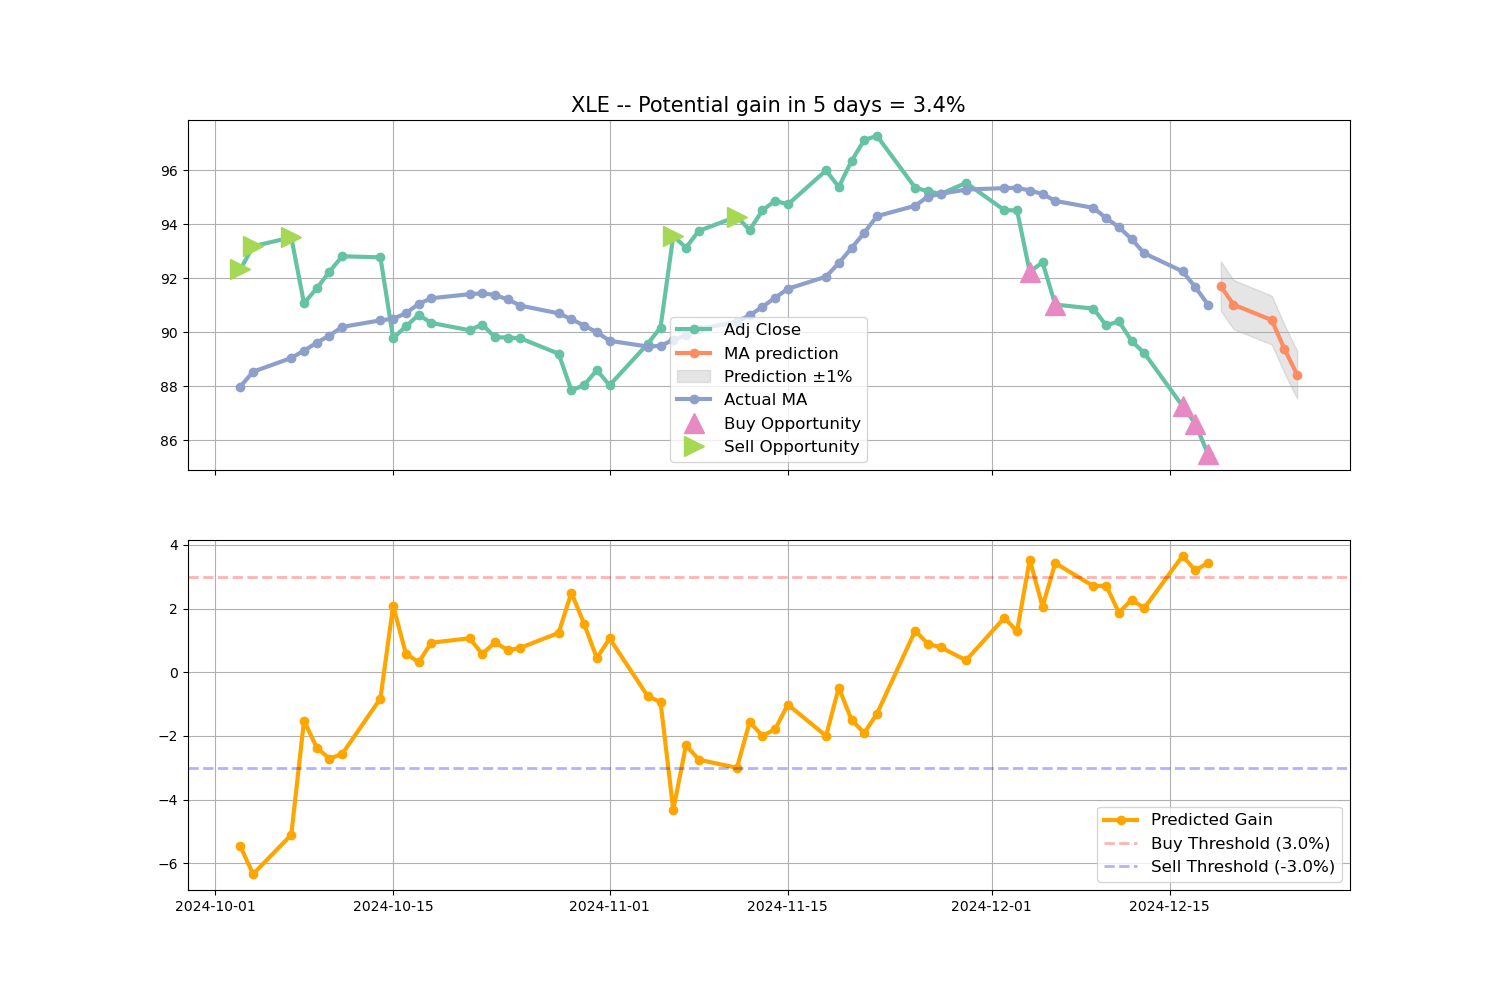 XLE -- Potential gain in 5 days = 3.4%
96
94
92
90
88
86
Adj Close
MA prediction
Prediction ±1%
Actual MA
Buy Opportunity
Sell Opportunity
4
2
0
−2
−4
−6
Predicted Gain
Buy Threshold (3.0%)
Sell Threshold (-3.0%)
2024-10-01
2024-10-15
2024-11-01
2024-11-15
2024-12-01
2024-12-15